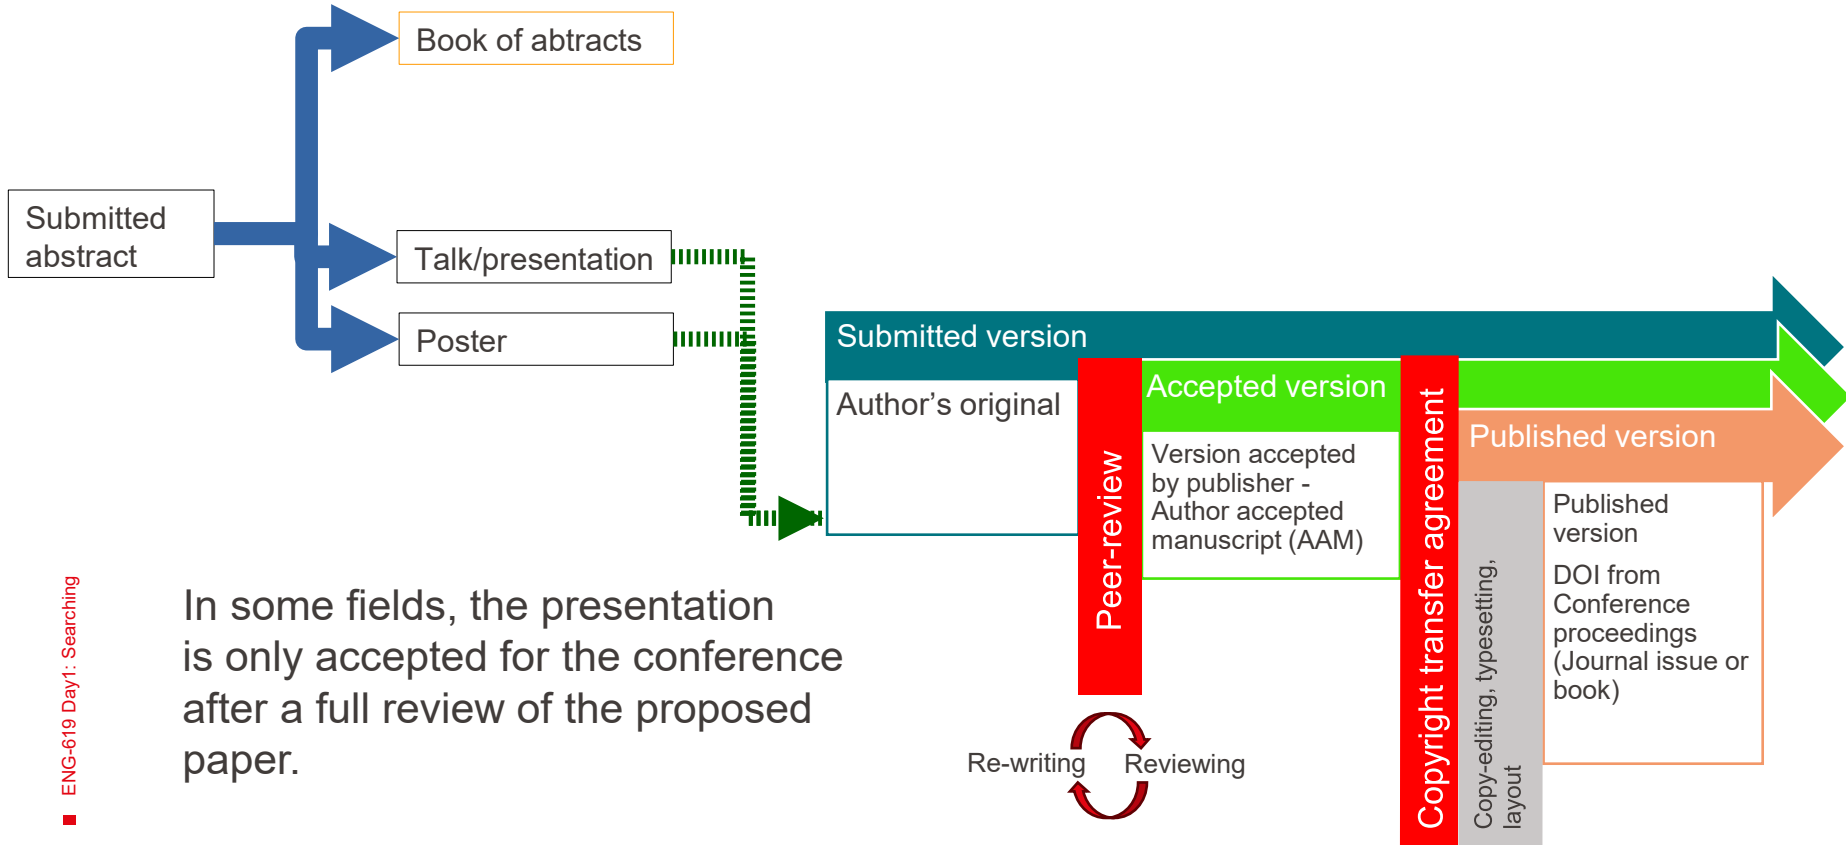 Book of abtracts
Submitted
abstract
Talk/presentation
Poster
Submitted version
Author's original
Peer-review
Accepted version
Version accepted
by publisher -
Author accepted
manuscript (AAM)
Copyright transfer agreement
Published version
Copy-editing, typesetting,
layout
Published
version
DOI from
Conference
proceedings
(Journal issue or
book)
Re-writing
Reviewing
In some fields, the presentation
is only accepted for the conference
after a full review of the proposed
paper.
ENG-619 Day1: Searching